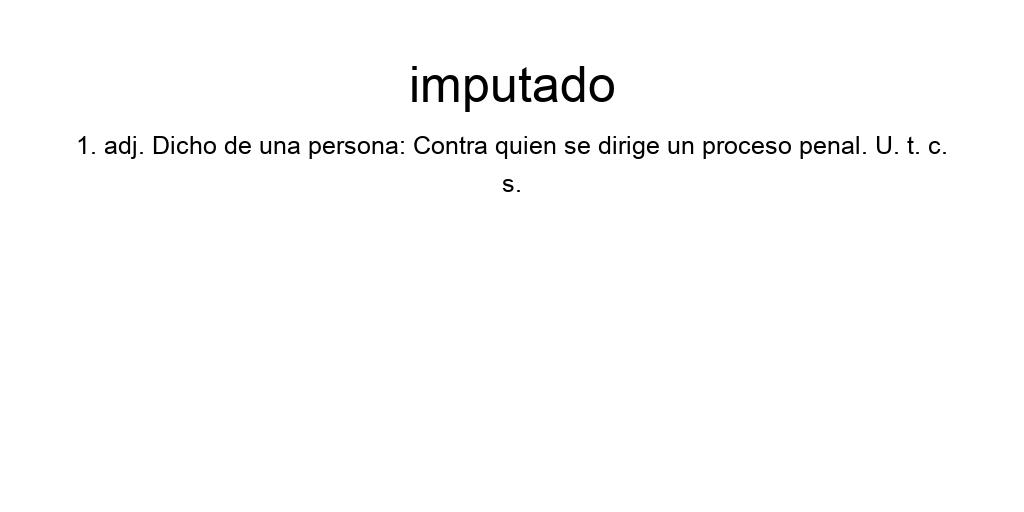 imputado
1. adj. Dicho de una persona: Contra quien se dirige un proceso penal. U. t. c.
s.